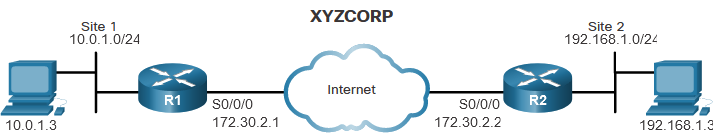 XYZCORP
Site 1
10.0.1.0/24
Site 2
192.168.1.0/24
R1
Internet
R2
S0/0/0
S0/0/0
10.0.1.3
172.30.2.1
172.30.2.2
192.168.1.3